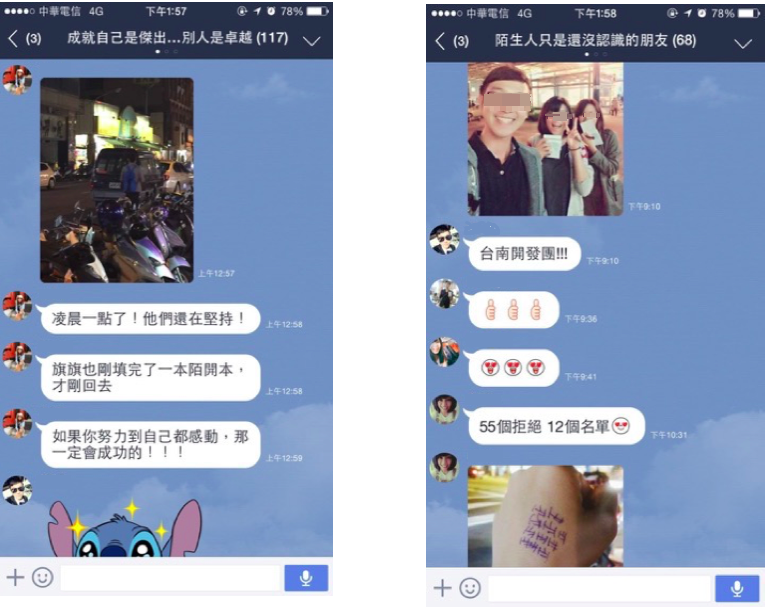 中華電信 4G
下午1:57
78%
(3)
成就自己是傑出...別人是卓越 (117)
上午12:57
凌晨一點了！他們還在堅持！
上午12:58
旗旗也剛填完了一本陌開本，
才剛回去
上午12:58
如果你努力到自己都感動，那
一定會成功的！！！
上午12:59
中華電信 4G
下午1:58
78%
(3)
陌生人只是還沒認識的朋友 (68)
下午9:10
台南開發團!!!
下午9:10
下午9:36
下午9:41
55個拒絕 12個名單
下午10:31